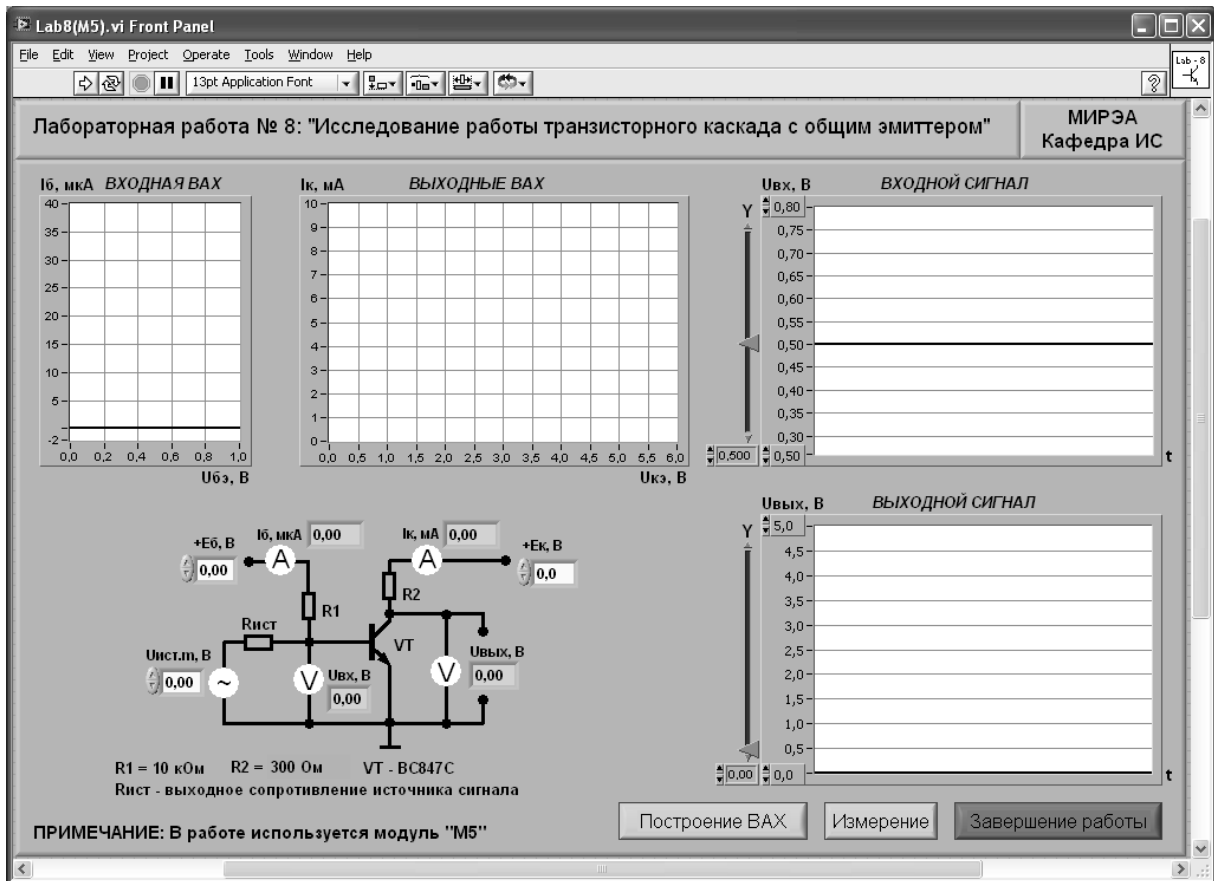 Lab8(M5).vi Front Panel
File Edit View Project Operate Tools Window Help
13pt Application Font
Lab - 8
Лабораторная работа № 8: "Исследование работы транзисторного каскада с общим эмиттером"
МИРЭА
Кафедра ИС
Iб, мкА ВХОДНАЯ ВАХ
40
35
30
25
20
15
10
5
-2
0,0 0,2 0,4 0,6 0,8 1,0
Uбэ, В
Iк, мА ВЫХОДНЫЕ ВАХ
10
9
8
7
6
5
4
3
2
1
0
0,0 0,5 1,0 1,5 2,0 2,5 3,0 3,5 4,0 4,5 5,0 5,5 6,0
Uкэ, В
Uвх, В ВХОДНОЙ СИГНАЛ
Y
0,80
0,75
0,70
0,65
0,60
0,55
0,50
0,45
0,40
0,35
0,30
0,500 0,50 t
Uвых, В ВЫХОДНОЙ СИГНАЛ
Y
5,0
4,5
4,0
3,5
3,0
2,5
2,0
1,5
1,0
0,5
0,00 0,0 t
+Eб, В
0,00
Iб, мкА 0,00
A
Iк, мА 0,00
A
+Eк, В
0,0
R1
R2
Rист
VT
Uист.m, В
0,00
~
V
Uвх, В
0,00
V
Uвых, В
0,00
R1 = 10 кОм R2 = 300 Ом VT - BC847C
Rист - выходное сопротивление источника сигнала
ПРИМЕЧАНИЕ: В работе используется модуль "М5"
Построение ВАХ
Измерение
Завершение работы